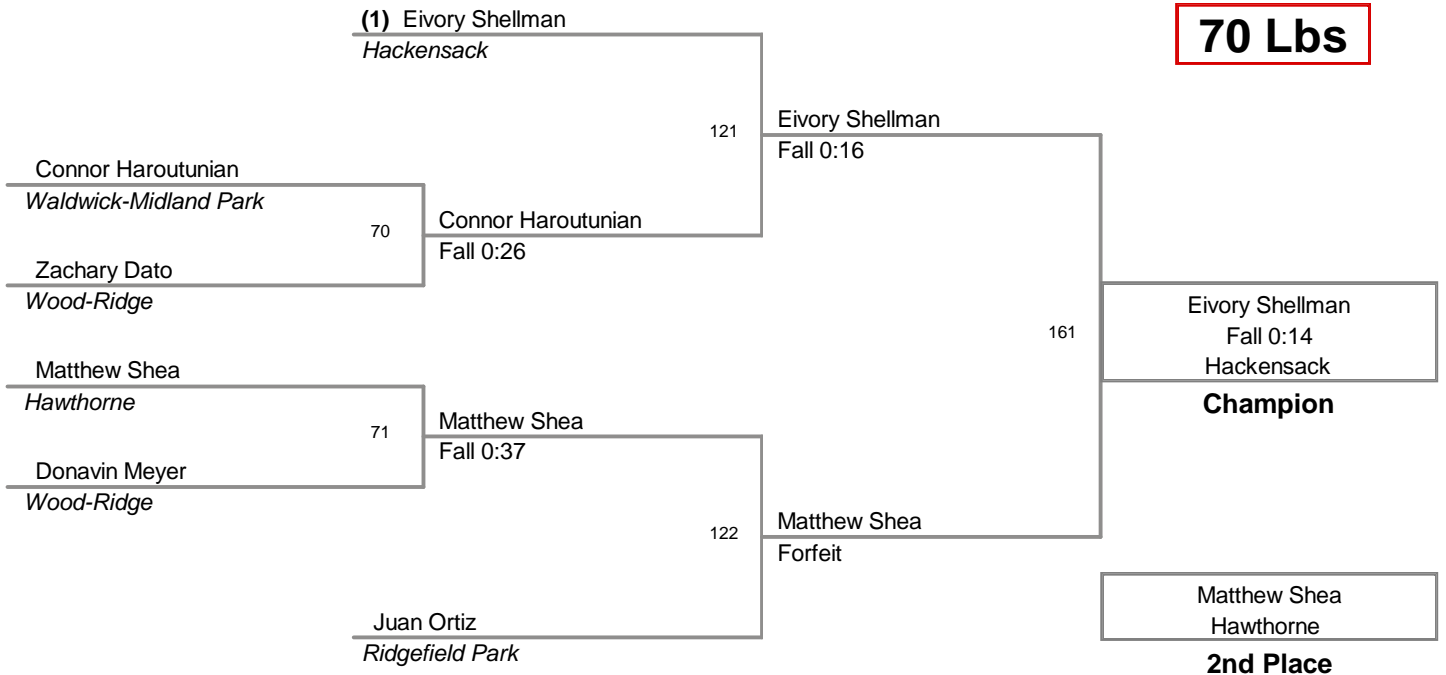 (1) Eivory Shellman
Hackensack
70 Lbs
121
Eivory Shellman
Fall 0:16
Connor Haroutunian
Waldwick-Midland Park
70
Connor Haroutunian
Fall 0:26
Zachary Dato
Wood-Ridge
161
Eivory Shellman
Fall 0:14
Hackensack
Champion
Matthew Shea
Hawthorne
71
Matthew Shea
Fall 0:37
Donavin Meyer
Wood-Ridge
122
Matthew Shea
Forfeit
Juan Ortiz
Ridgefield Park
Matthew Shea
Hawthorne
2nd Place